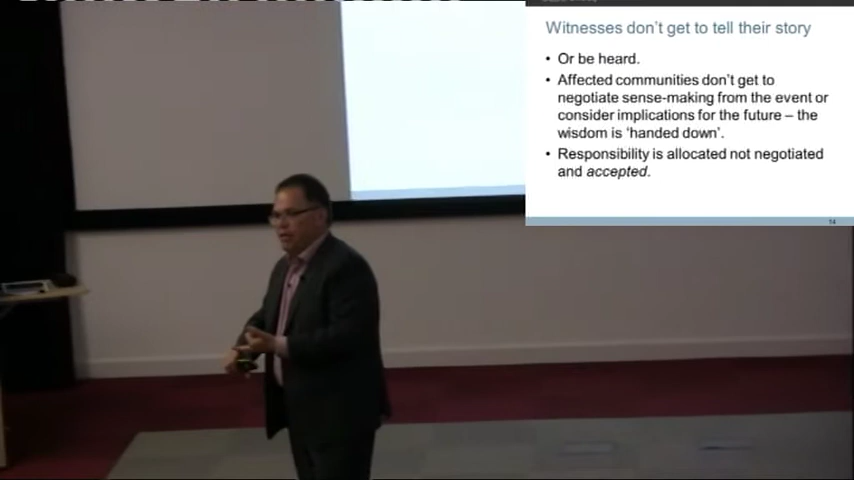 Witnesses don't get to tell their story
• Or be heard.
• Affected communities don't get to
negotiate sense-making from the event or
consider implications for the future – the
wisdom is 'handed down'.
• Responsibility is allocated not negotiated
and accepted.
14